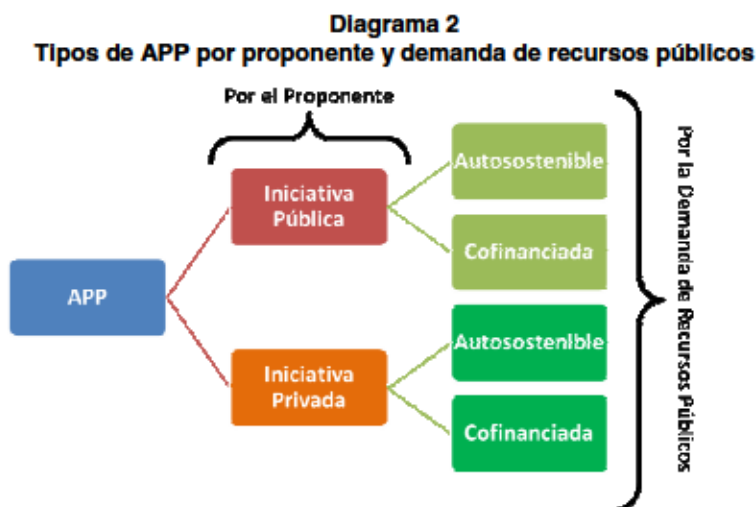 Diagrama 2
Tipos de APP por proponente y demanda de recursos públicos
Por el Proponente
APP
Iniciativa
Pública
Autosostenible
Cofinanciada
Iniciativa
Privada
Autosostenible
Cofinanciada
Por la Demanda de Recursos Públicos